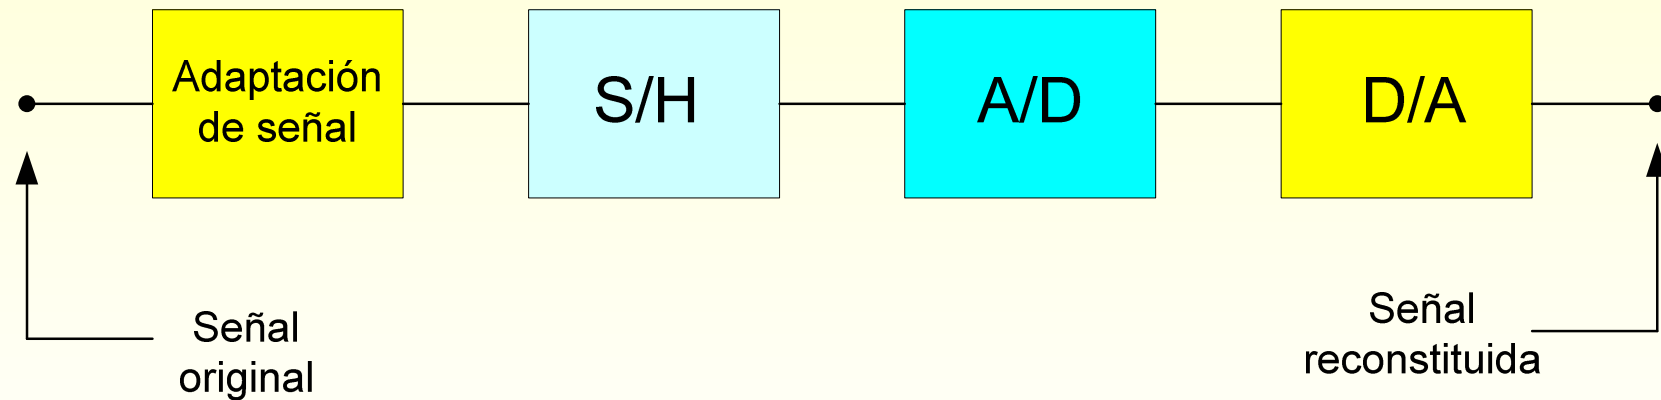 Adaptación
de señal
S/H
A/D
D/A
Señal
original
Señal
reconstituida